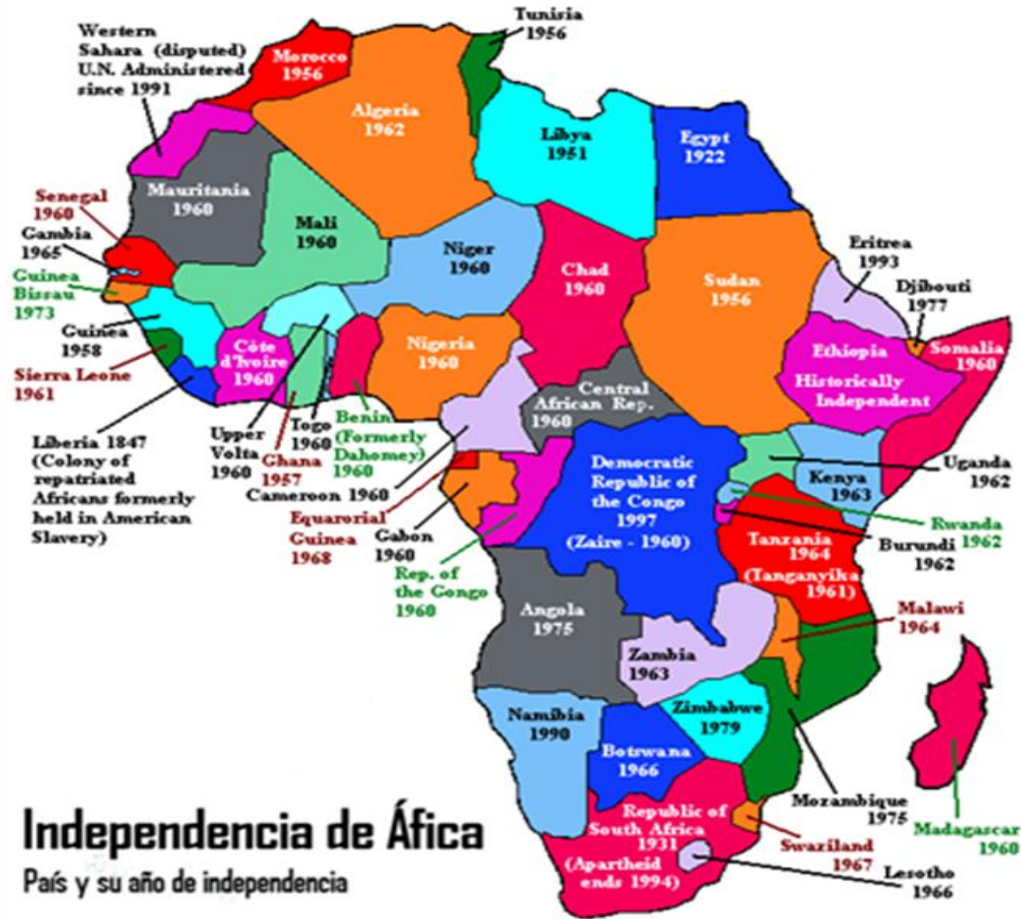 Tunisia
1956
Western
Sahara (disputed)
U.N. Administered
since 1991
Morocco
1956
Algeria
1962
Libya
1951
Egypt
1922
Mauritania
1960
Senegal
1960
Gambia
1965
Guinea
Bissau
1973
Mali
1960
Niger
1960
Chad
1960
Sudan
1956
Eritrea
1993
Djibouti
1977
Guinea
1958
Sierra Leone
1961
Côte
d'Ivoire
1960
Nigeria
1960
Ethiopia
Historically
Independent
Somalia
1960
Central
African Rep.
1960
Liberia 1847
(Colony of
repatriated
Africans formerly
held in American
Slavery)
Upper
Volta
1960
Ghana
1957
Togo
1960
Benin
(Formerly
Dahomey)
1960
Cameroon 1960
Equarorial
Guinea
1968
Gabon
1960
Rep. of
the Gongo
1960
Democratic
Republic of
the Congo
1997
(Zaire - 1960)
Uganda
1962
Kenya
1963
Rwanda
1962
Burundi
1962
Tanzania
1964
(Tanganyika
1961)
Angola
1975
Zambia
1963
Malawi
1964
Namibia
1990
Zimbabwe
1979
Botswana
1966
Mozambique
1975
Madagascar
1960
Republic of
South Africa
1931
(Apartheid
ends 1994)
Swaziland
1967
Lesotho
1966
Independencia de Áfica
País y su año de independencia